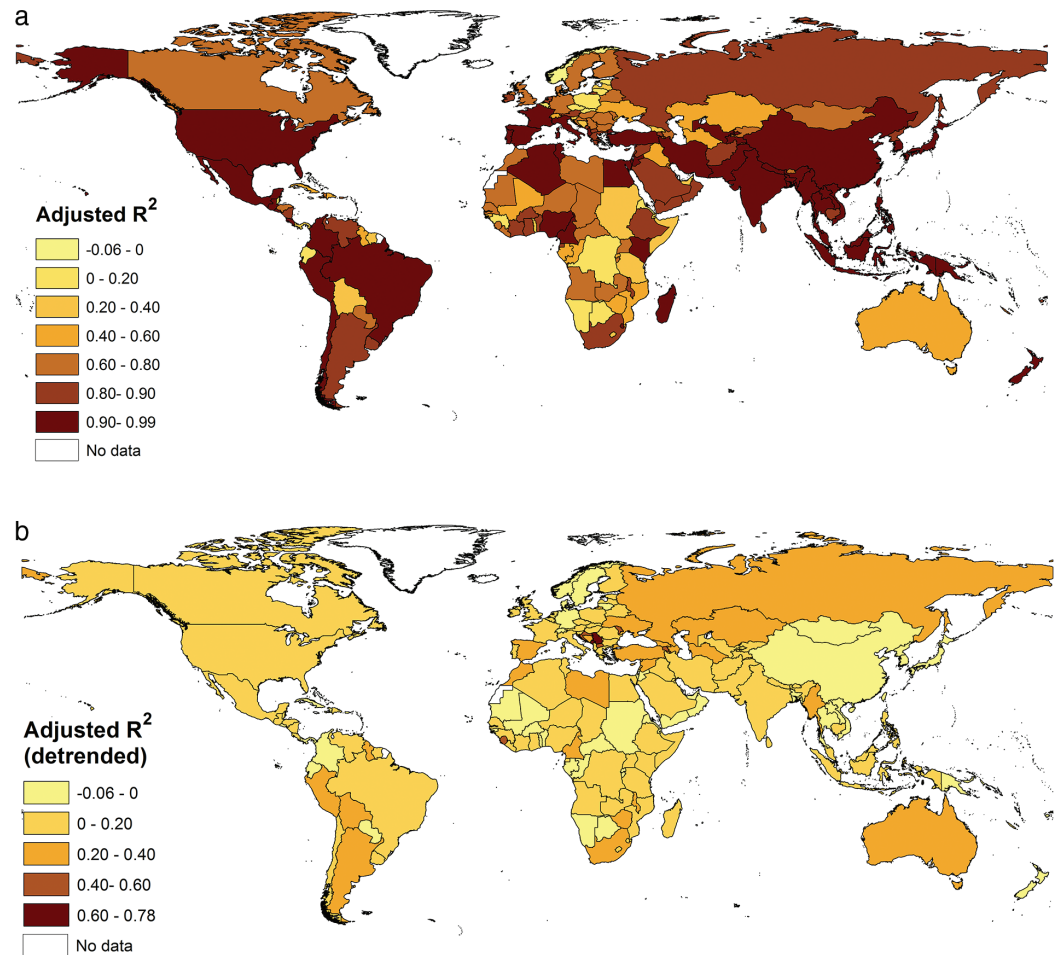 a
Adjusted R²
-0.06 - 0
0 - 0.20
0.20 - 0.40
0.40 - 0.60
0.60 - 0.80
0.80- 0.90
0.90- 0.99
No data
b
Adjusted R²
(detrended)
-0.06 - 0
0 - 0.20
0.20 - 0.40
0.40- 0.60
0.60 - 0.78
No data